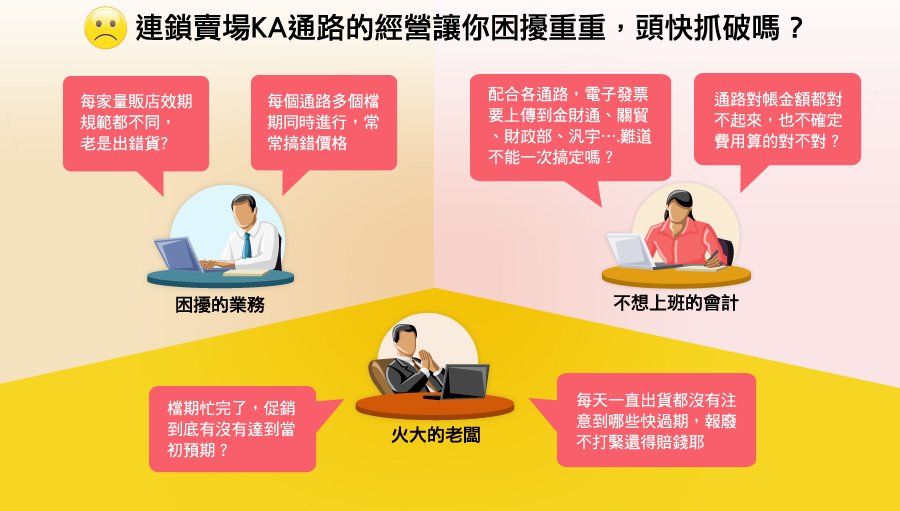 連鎖賣場KA通路的經營讓你困擾重重，頭快抓破嗎？
每家量販店效期
規範都不同，
老是出錯貨?
每個通路多個檔
期同時進行，常
常搞錯價格
困擾的業務
配合各通路，電子發票
要上傳到金財通、關貿
、財政部、汎宇….難道
不能一次搞定嗎？
通路對帳金額都對
不起來，也不確定
費用算的對不對？
不想上班的會計
檔期忙完了，促銷
到底有沒有達到當
初預期？
火大的老闆
每天一直出貨都沒有注
意到哪些快過期，報廢
不打緊還得賠錢耶